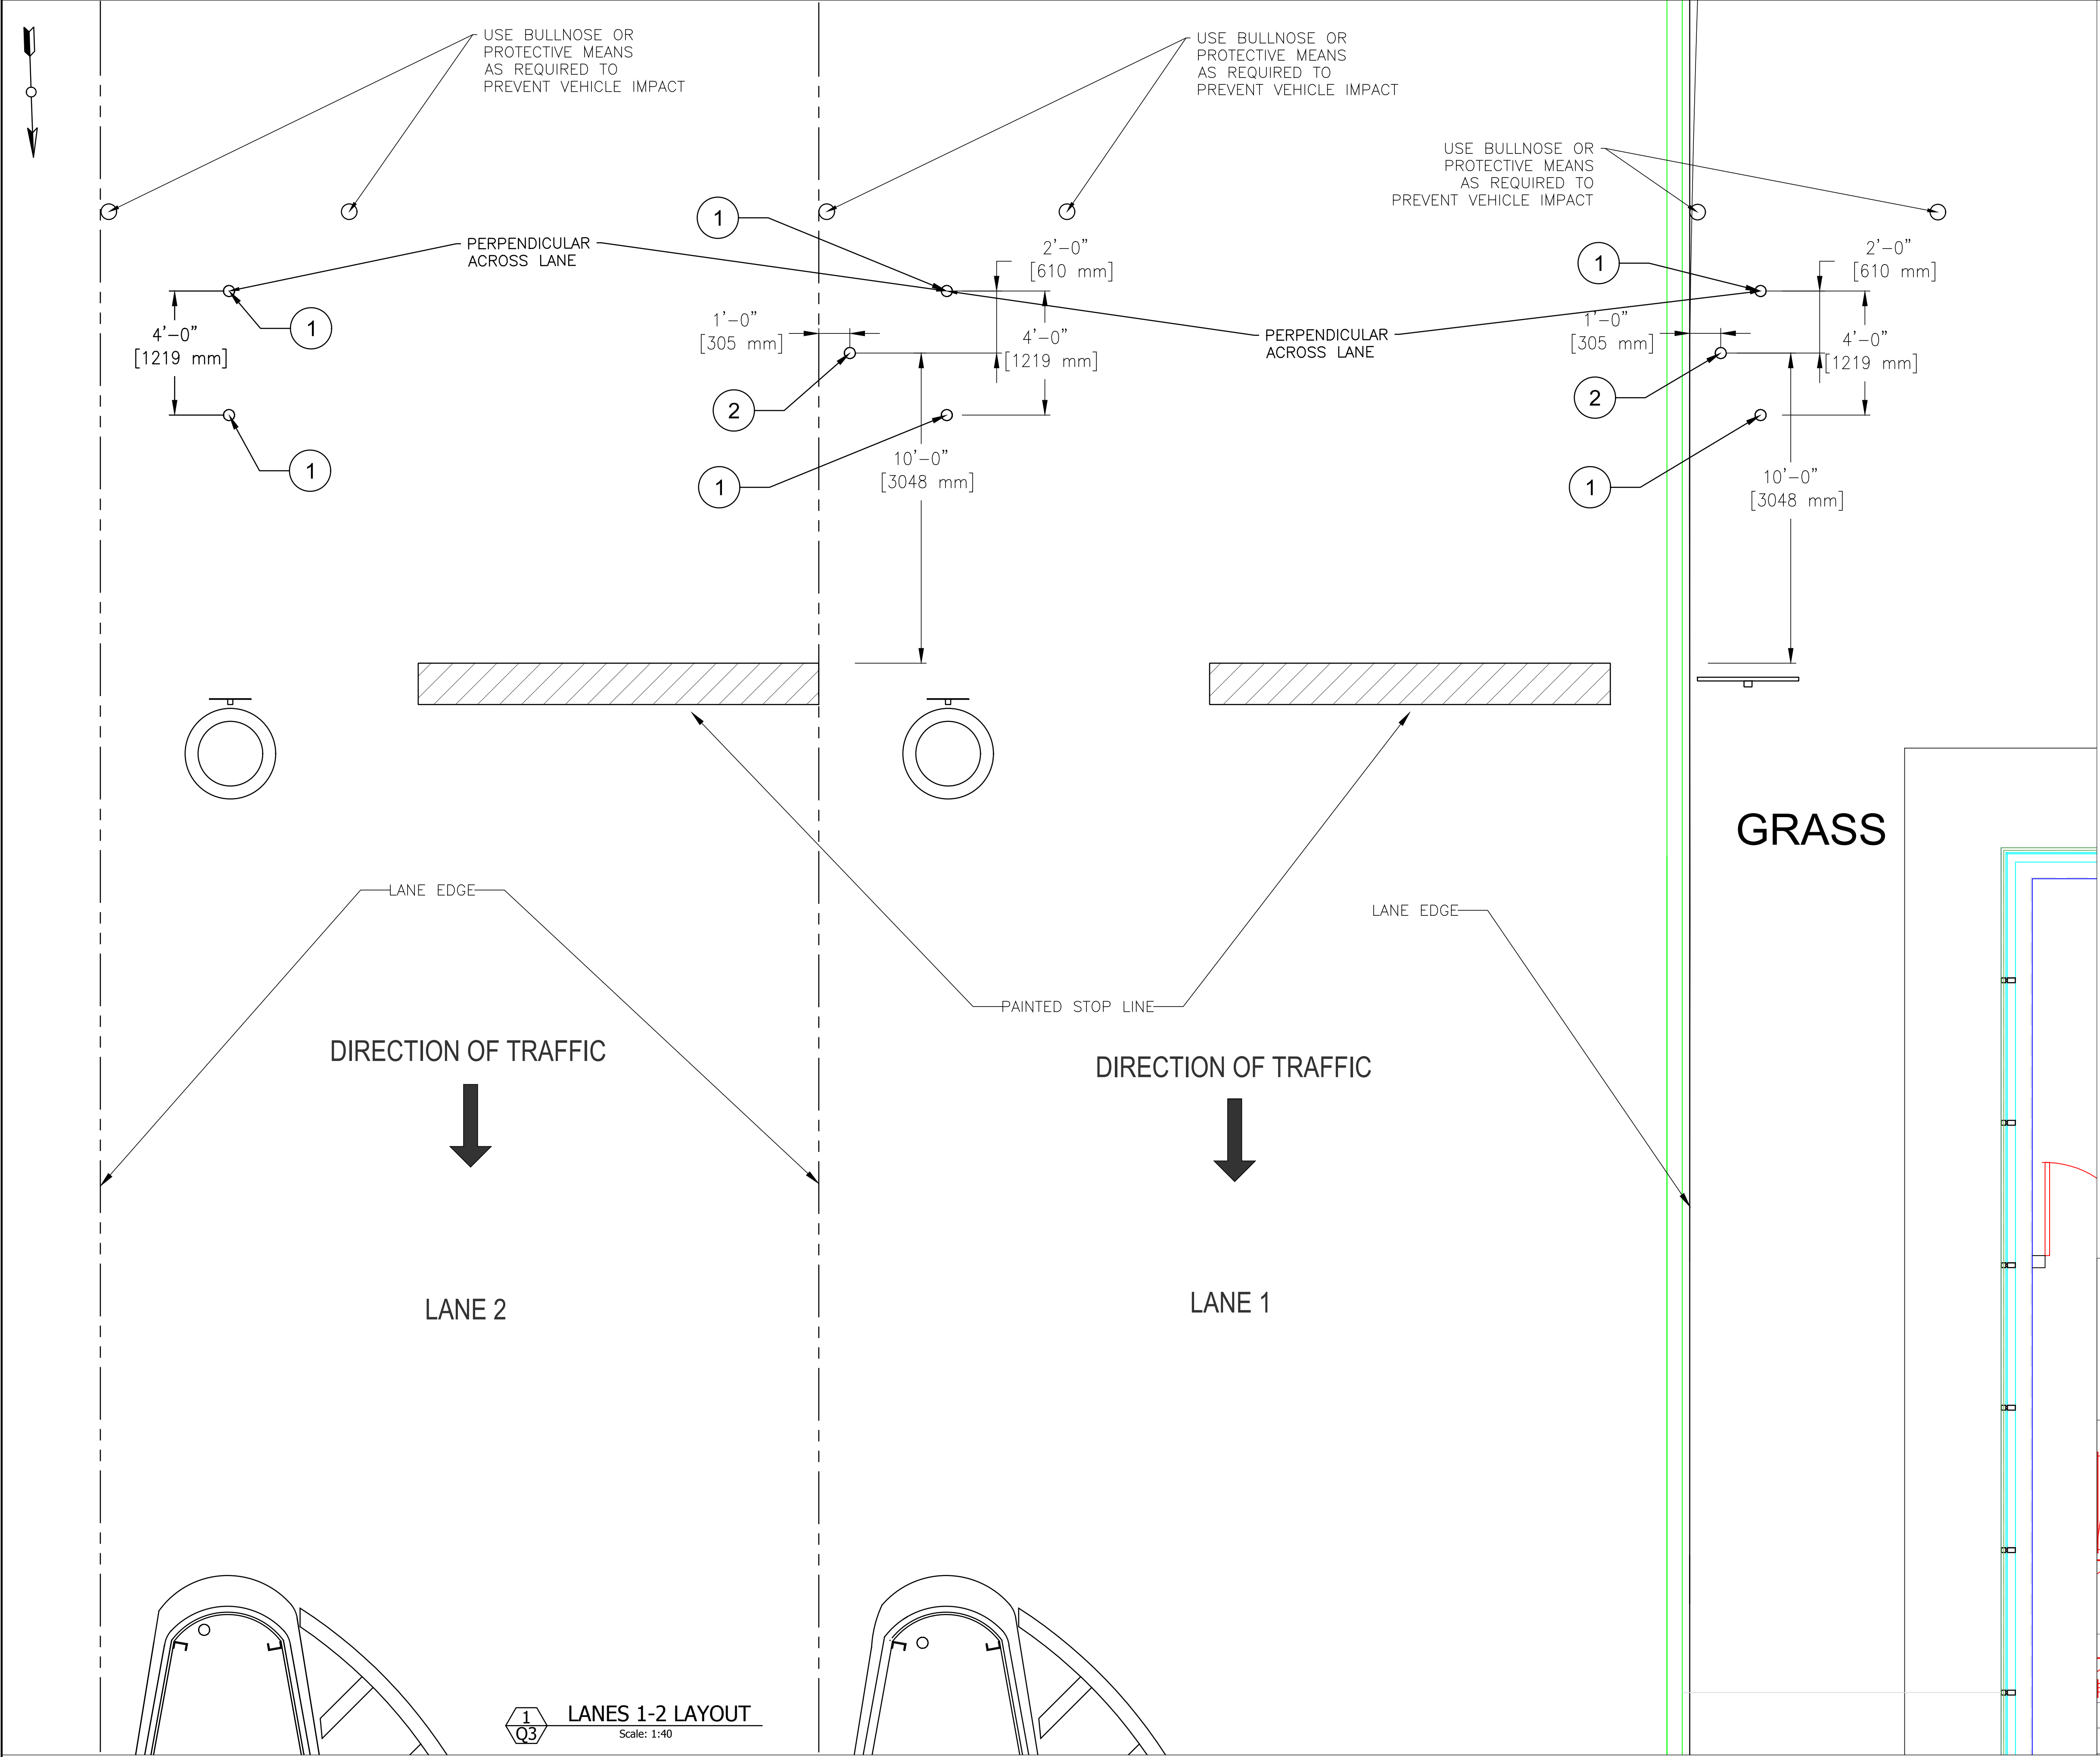 USE BULLNOSE OR
PROTECTIVE MEANS
AS REQUIRED TO
PREVENT VEHICLE IMPACT
USE BULLNOSE OR
PROTECTIVE MEANS
AS REQUIRED TO
PREVENT VEHICLE IMPACT
USE BULLNOSE OR
PROTECTIVE MEANS
AS REQUIRED TO
PREVENT VEHICLE IMPACT
1
PERPENDICULAR
ACROSS LANE
2'-0"
[610 mm]
1
2'-0"
[610 mm]
1
4'-0"
[1219 mm]
1'-0"
[305 mm]
4'-0"
[1219 mm]
PERPENDICULAR
ACROSS LANE
1'-0"
[305 mm]
4'-0"
[1219 mm]
2
2
1
1
10'-0"
[3048 mm]
1
10'-0"
[3048 mm]
GRASS
LANE EDGE
LANE EDGE
PAINTED STOP LINE
DIRECTION OF TRAFFIC
DIRECTION OF TRAFFIC
LANE 2
LANE 1
1
Q3
LANES 1-2 LAYOUT
Scale: 1:40